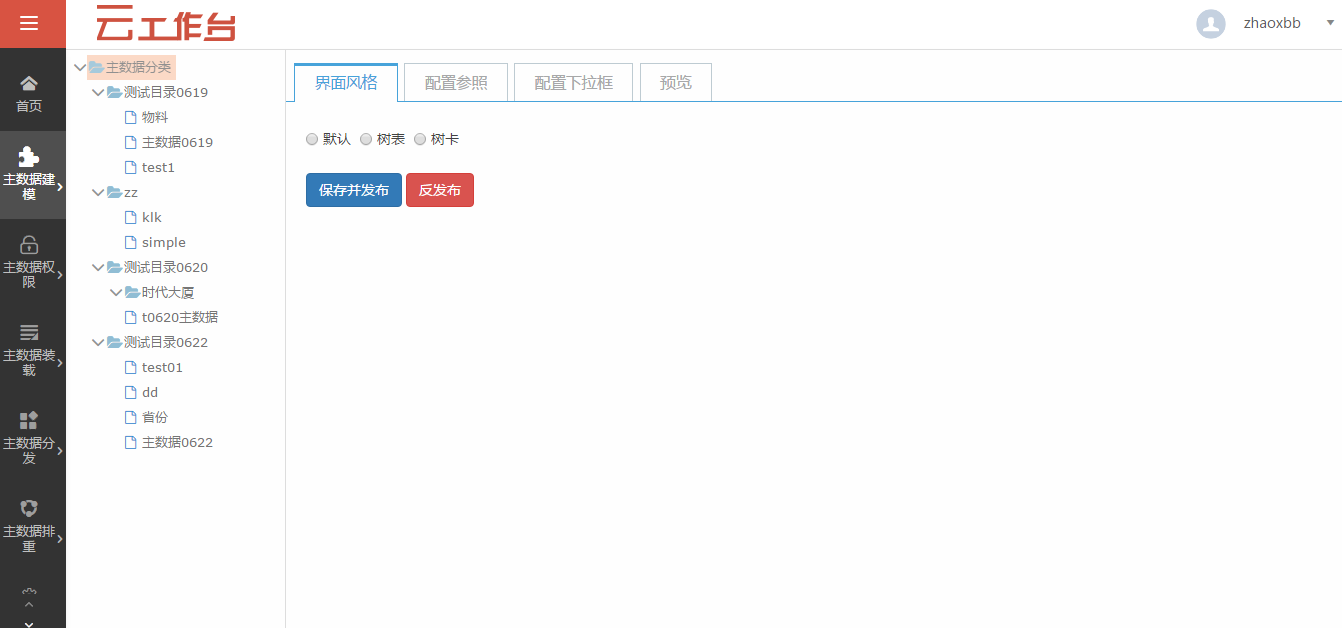 云工作台
zhaoxbb
首页
主数据建
模
主数据权
限
主数据装
载
主数据分
发
主数据排
重
主数据分类
测试目录0619
物料
主数据0619
test1
zz
klk
simple
测试目录0620
时代大厦
t0620主数据
测试目录0622
test01
dd
省份
主数据0622
界面风格 配置参照 配置下拉框 预览
默认 树表 树卡
保存并发布 反发布